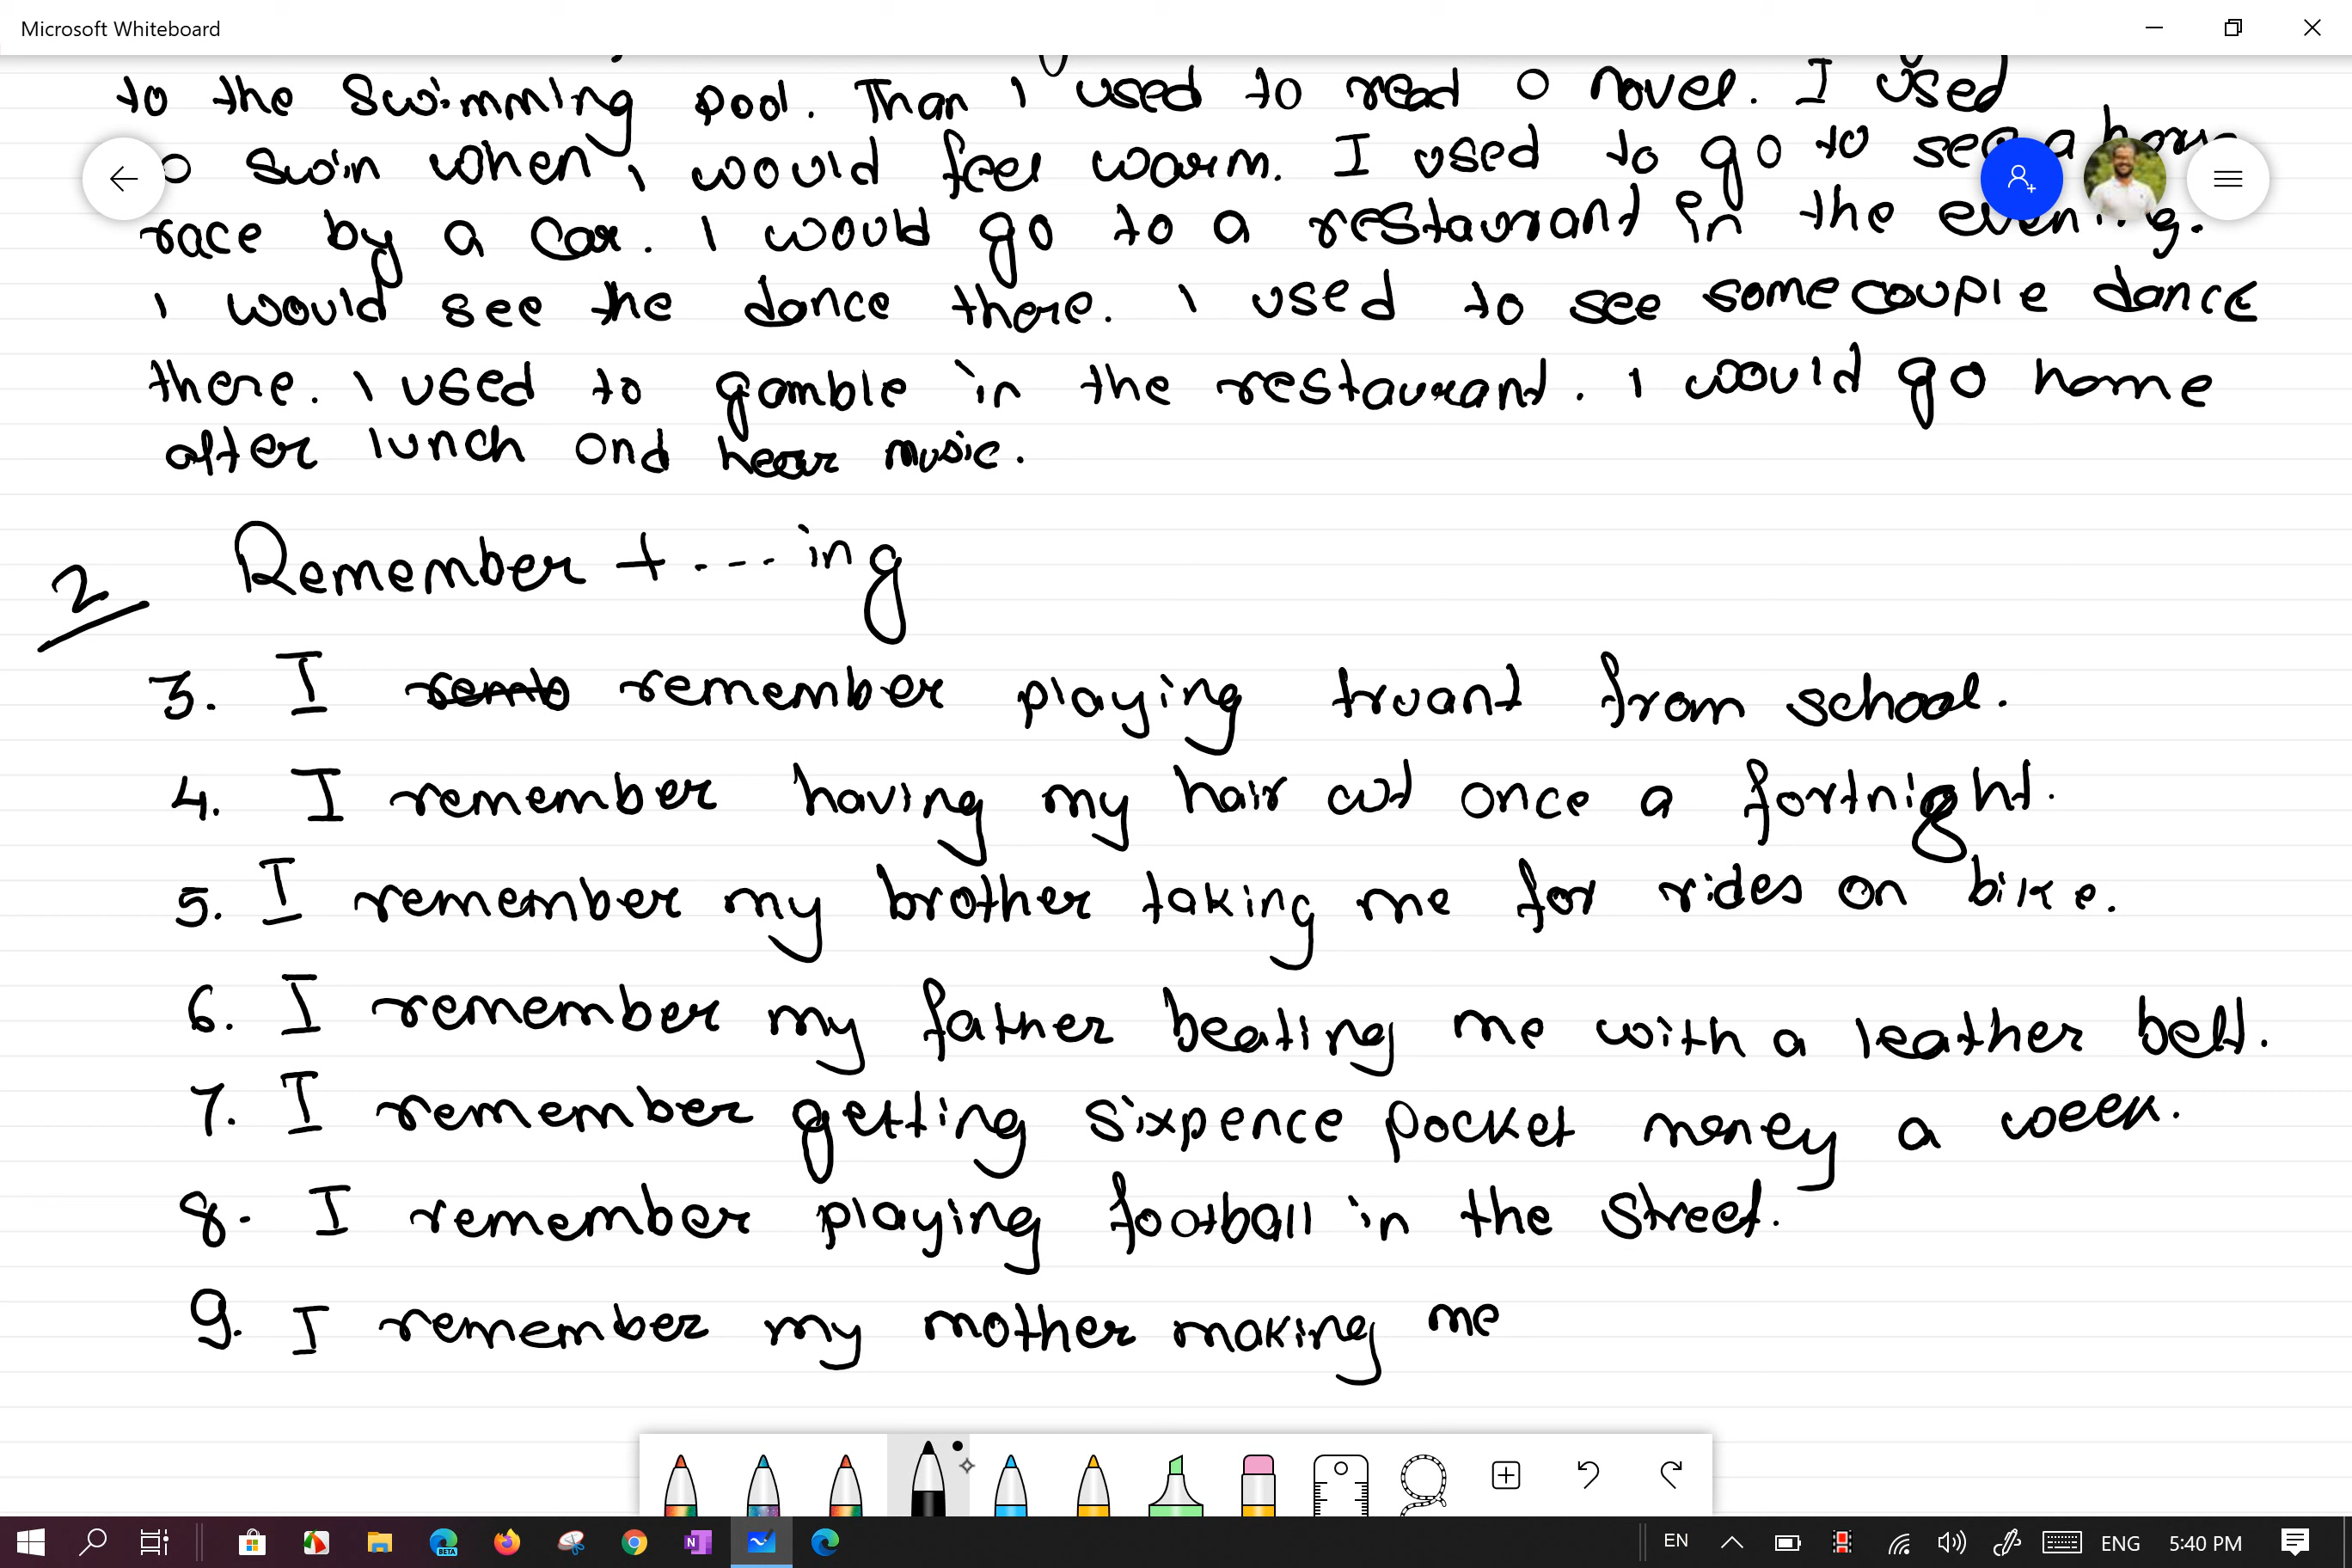 Microsoft Whiteboard
to the swimming pool. Than I used to read a novel. I used
o swim when I would feel warm. I used to go to see a
race by a car. I would go to a restaurant in the evening.
I would see the dance there. I used to see some couple dance
there. I used to gamble in the restaurant. I would go home
after lunch and hear music.
2 Remember + ---- ing
3. I remember playing truant from school.
4. I remember having my hair cut once a fortnight.
5. I remember my brother taking me for rides on bike.
6. I remember my father beating me with a leather belt.
7. I remember getting sixpence pocket money a week.
8. I remember playing football in the street.
9. I remember my mother making me
BETA
N
EN ENG 5:40 PM